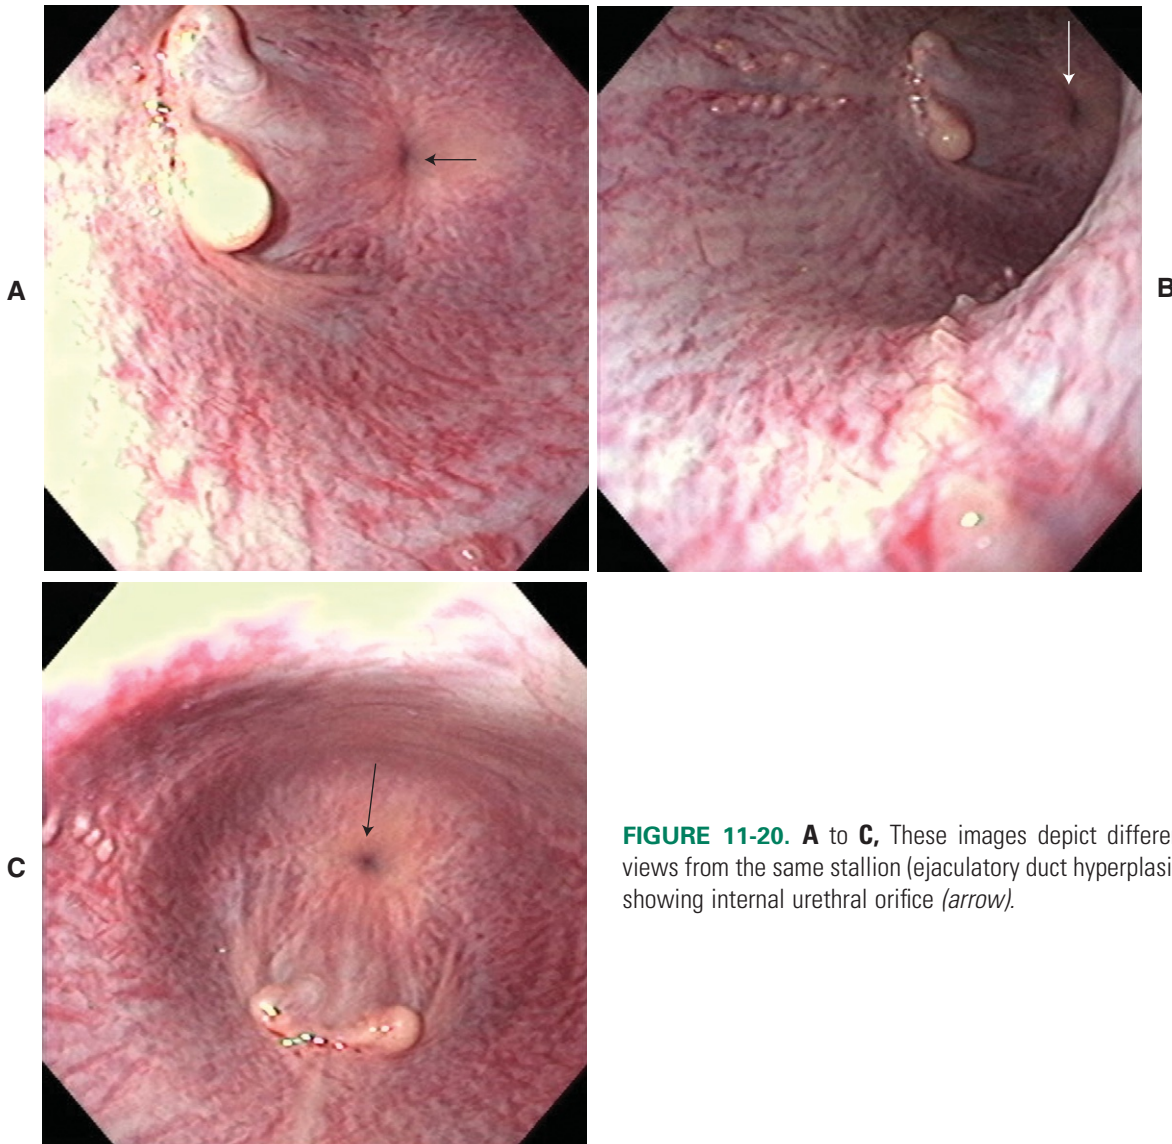 A
B
C
FIGURE 11-20. A to C, These images depict differe
views from the same stallion (ejaculatory duct hyperplasi
showing internal urethral orifice (arrow).